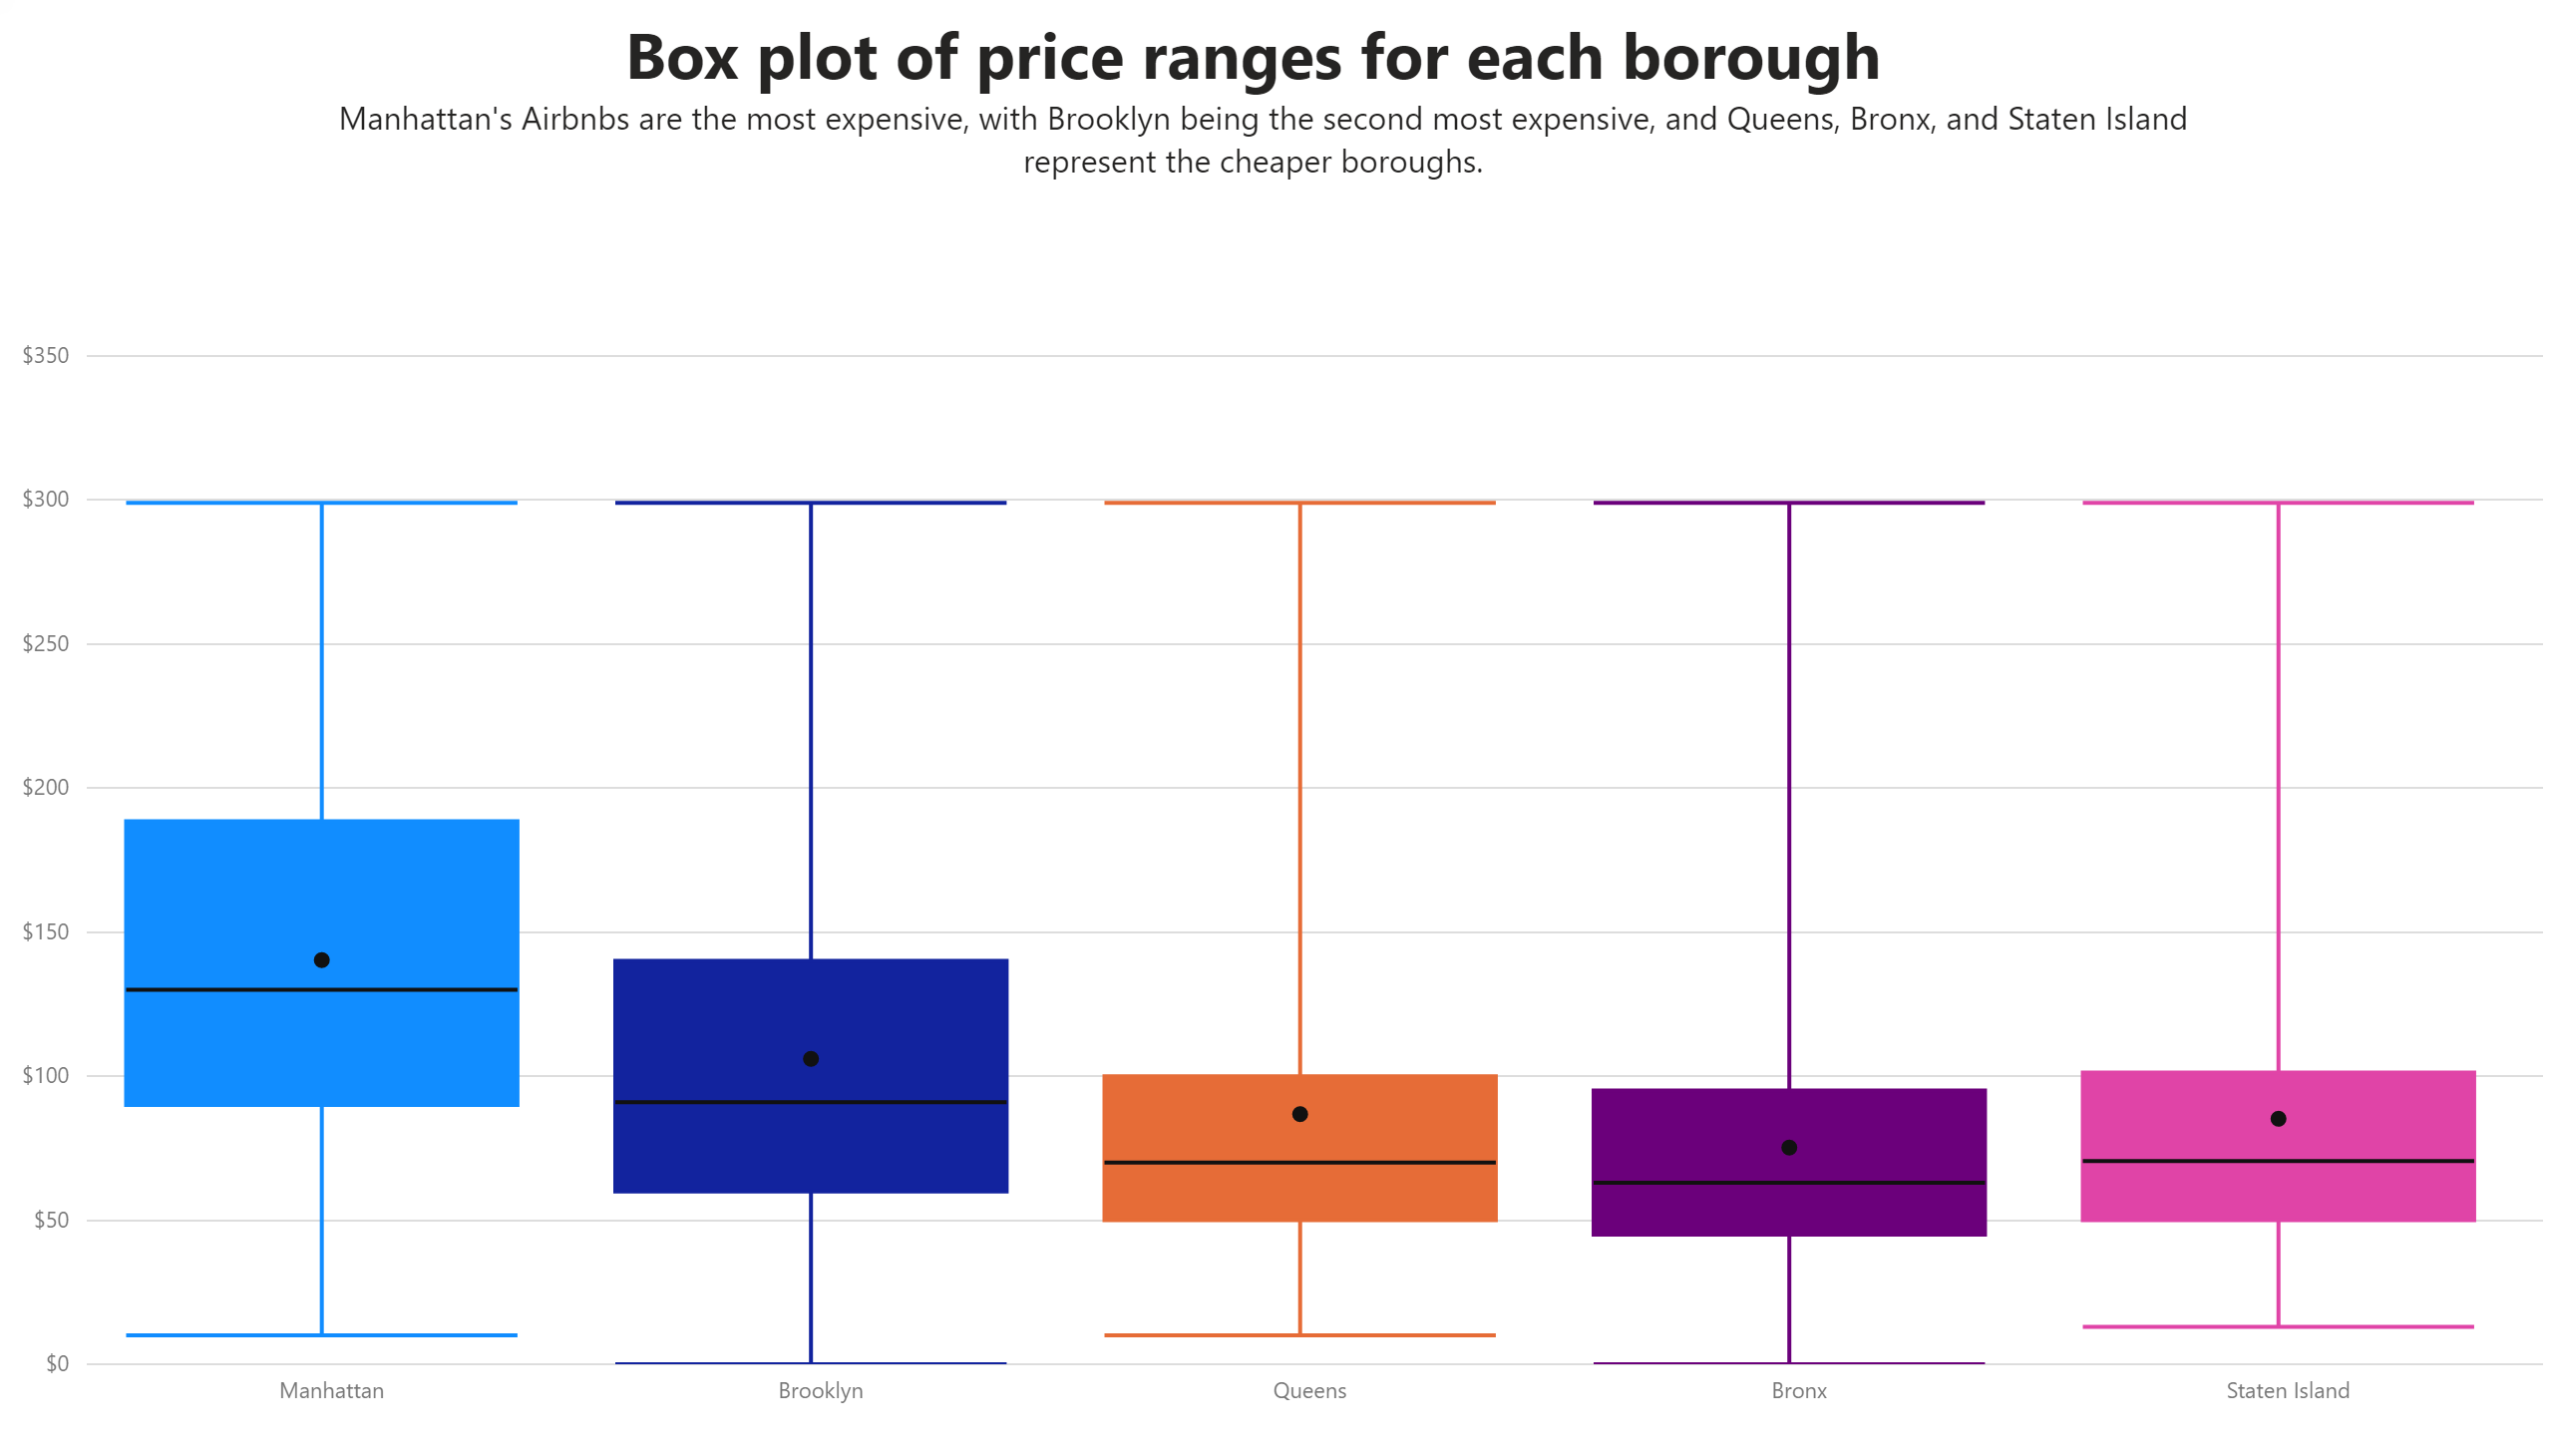 Box plot of price ranges for each borough
Manhattan's Airbnbs are the most expensive, with Brooklyn being the second most expensive, and Queens, Bronx, and Staten Island
represent the cheaper boroughs.
$350
$300
$250
$200
$150
$100
$50
$0
Manhattan
Brooklyn
Queens
Bronx
Staten Island